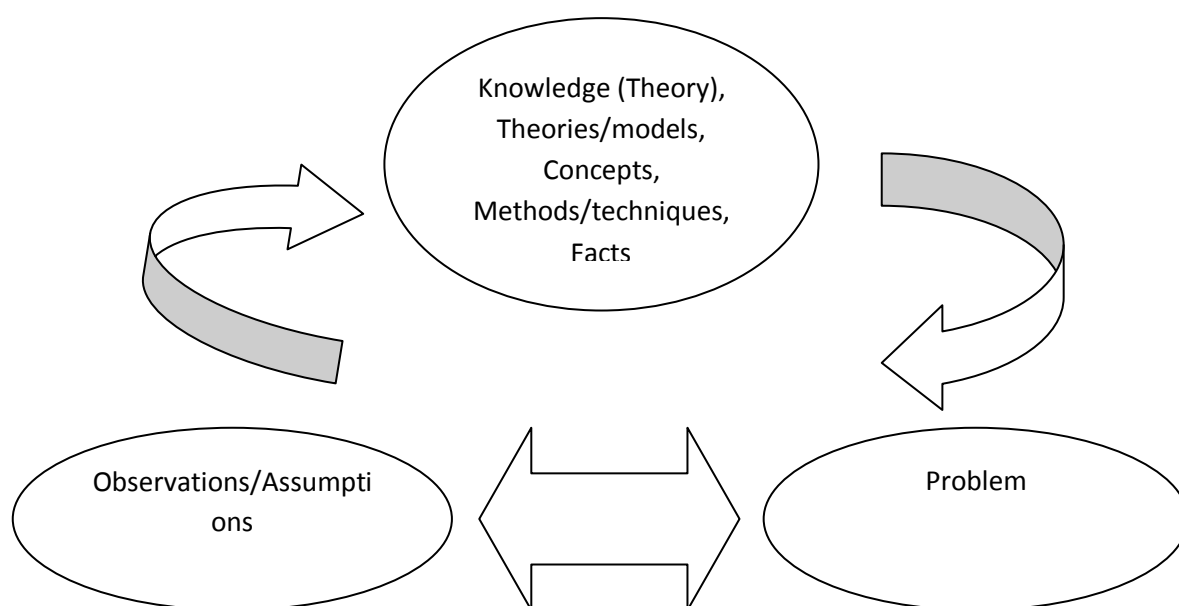 Knowledge (Theory),
Theories/models,
Concepts,
Methods/techniques,
Facts
Observations/Assumpti
ons
Problem